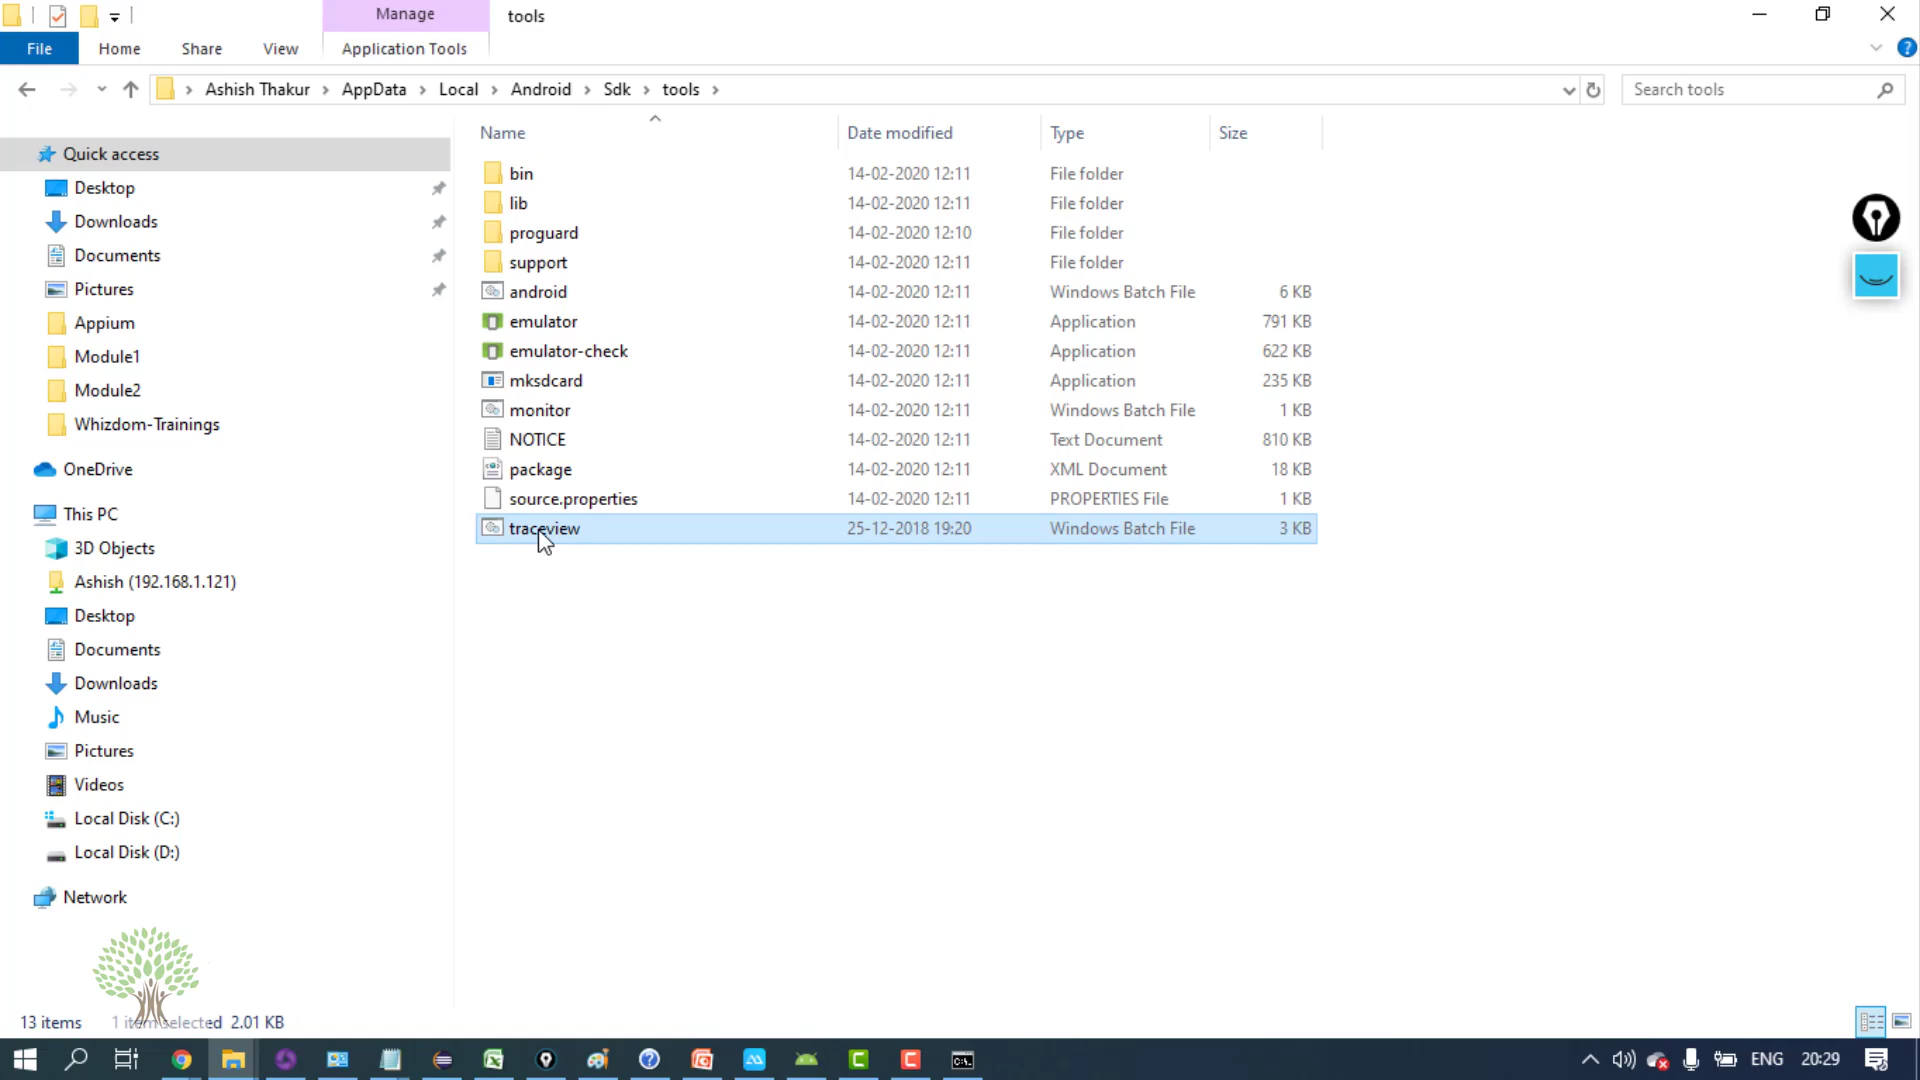 Manage
tools
File
Home
Share
View
Application Tools
Ashish Thakur
AppData
Local
Android
Sdk
tools
Search tools
Name
Date modified
Type
Size
Quick access
Desktop
Downloads
Documents
Pictures
Appium
Module1
Module2
Whizdom-Trainings
OneDrive
This PC
3D Objects
Ashish (192.168.1.121)
Desktop
Documents
Downloads
Music
Pictures
Videos
Local Disk (C:)
Local Disk (D:)
Network
bin 14-02-2020 12:11 File folder
lib 14-02-2020 12:11 File folder
proguard 14-02-2020 12:10 File folder
support 14-02-2020 12:11 File folder
android 14-02-2020 12:11 Windows Batch File 6 KB
emulator 14-02-2020 12:11 Application 791 KB
emulator-check 14-02-2020 12:11 Application 622 KB
mksdcard 14-02-2020 12:11 Application 235 KB
monitor 14-02-2020 12:11 Windows Batch File 1 KB
NOTICE 14-02-2020 12:11 Text Document 810 KB
package 14-02-2020 12:11 XML Document 18 KB
source.properties 14-02-2020 12:11 PROPERTIES File 1 KB
traceview 25-12-2018 19:20 Windows Batch File 3 KB
13 items 1 item selected 2.01 KB
ENG
20:29